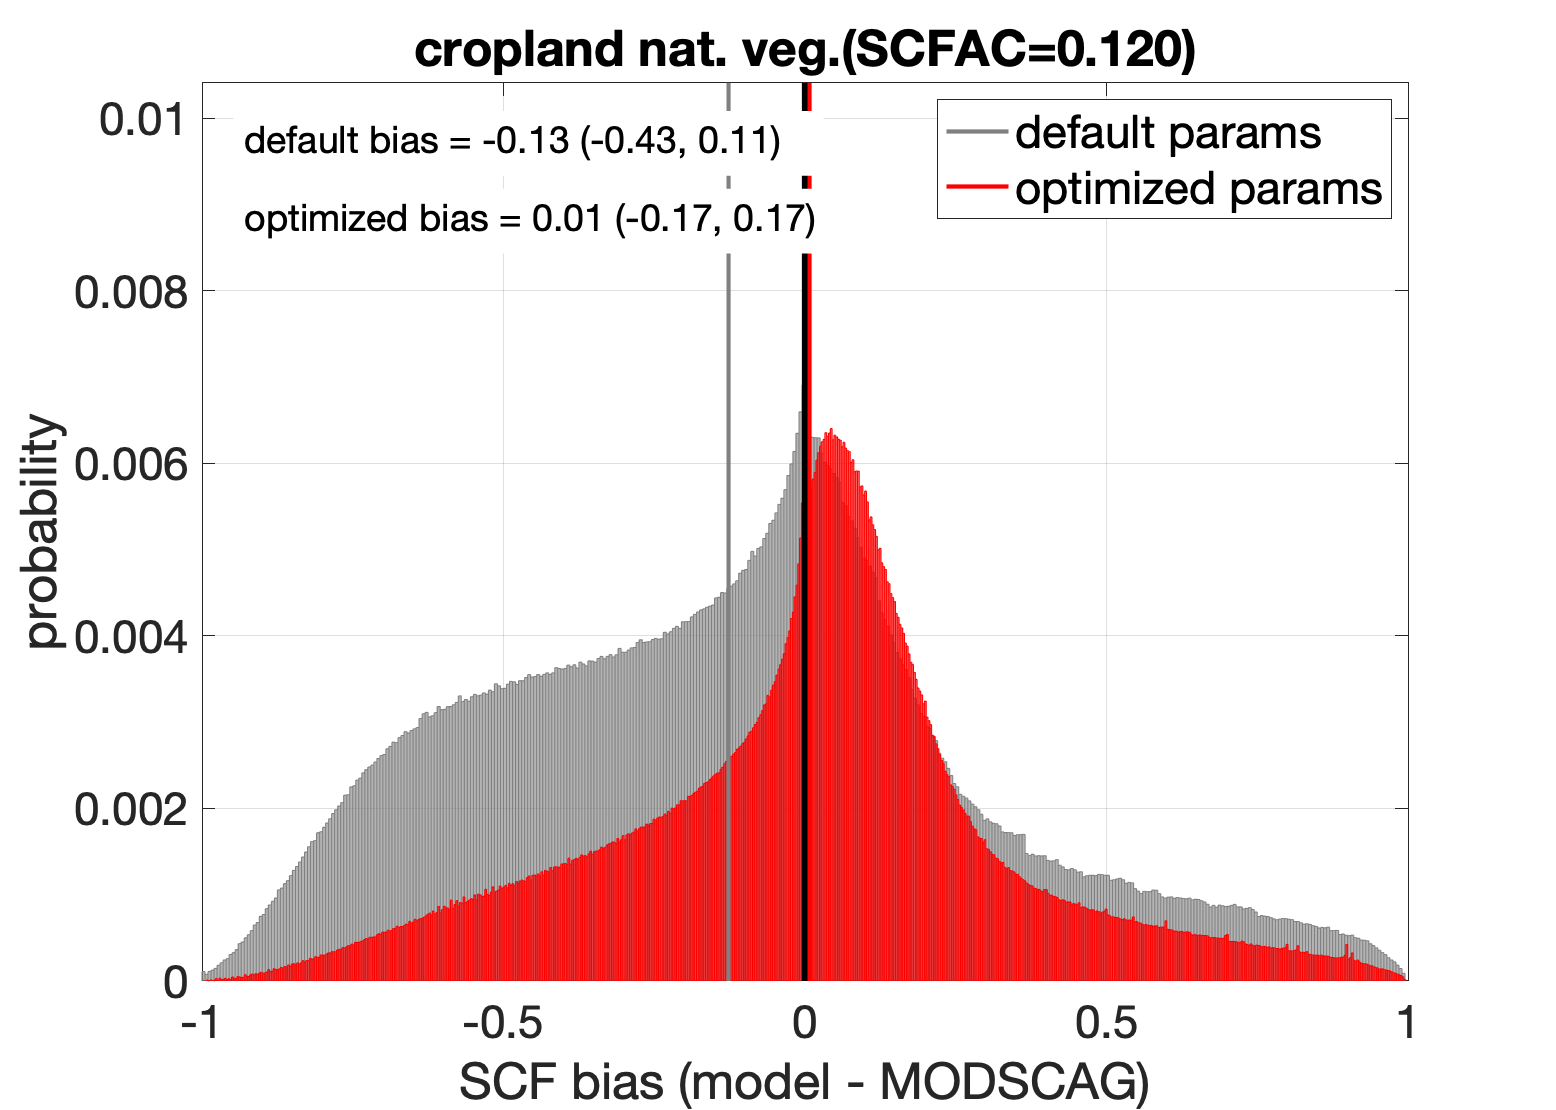 cropland nat. veg.(SCFAC=0.120)
default bias = -0.13 (-0.43, 0.11)
optimized bias = 0.01 (-0.17, 0.17)
default params
optimized params
probability
0.01
0.008
0.006
0.004
0.002
0
-1
-0.5
0
0.5
1
SCF bias (model - MODSCAG)